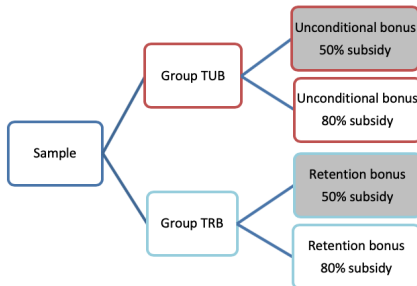 Unconditional bonus
50% subsidy
Group TUB
Unconditional bonus
80% subsidy
Sample
Retention bonus
50% subsidy
Group TRB
Retention bonus
80% subsidy